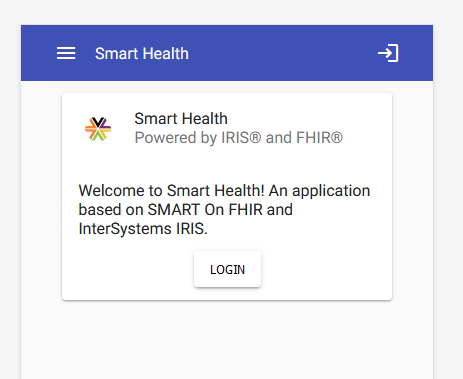 Smart Health
Smart Health
Powered by IRIS® and FHIR®
Welcome to Smart Health! An application
based on SMART On FHIR and
InterSystems IRIS.
LOGIN